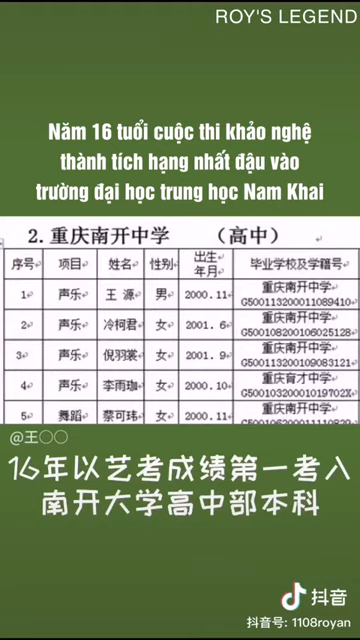 ROY'S LEGEND
Năm 16 tuổi cuộc thi khảo nghệ
thành tích hạng nhất đậu vào
trường đại học trung học Nam Khai
2.重庆南开中学 （高中）
序号 项目 姓名 性别 出生年月 毕业学校及学籍号
1 声乐 王 源 男 2000.11 重庆南开中学
G500113200011089410
2 声乐 冷柯君 女 2001.6 重庆南开中学
G500108200106025128
3 声乐 倪羽裳 女 2001.9 重庆南开中学
G500113200109083121
4 声乐 李雨珈 女 2000.10 重庆育才中学
G50010320001019702X
5 舞蹈 蔡可玮 女 2000.11 重庆南开中学
@王○○
16年以艺考成绩第一考入
南开大学高中部本科
抖音
抖音号: 1108royan